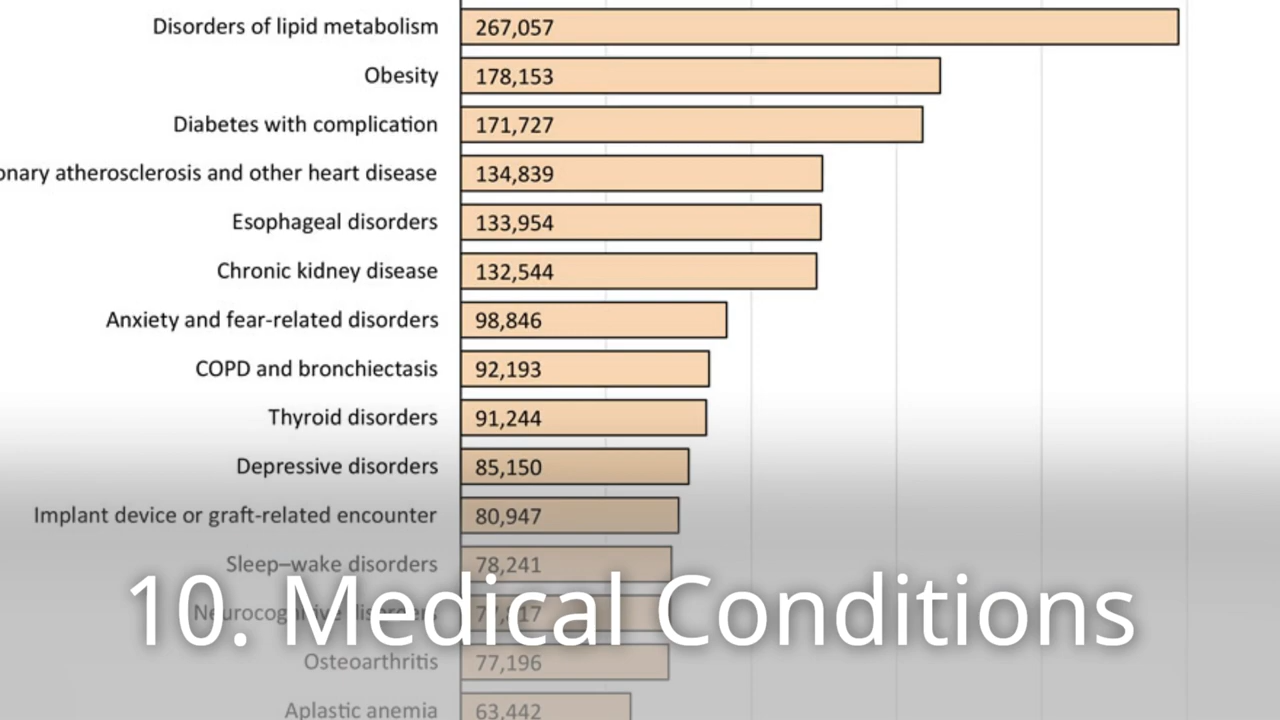 Disorders of lipid metabolism 267,057
Obesity 178,153
Diabetes with complication 171,727
onary atherosclerosis and other heart disease 134,839
Esophageal disorders 133,954
Chronic kidney disease 132,544
Anxiety and fear-related disorders 98,846
COPD and bronchiectasis 92,193
Thyroid disorders 91,244
Depressive disorders 85,150
Implant device or graft-related encounter 80,947
Sleep–wake disorders 78,241
10. Medical Conditions
Osteoarthritis 77,196
Aplastic anemia 63,442